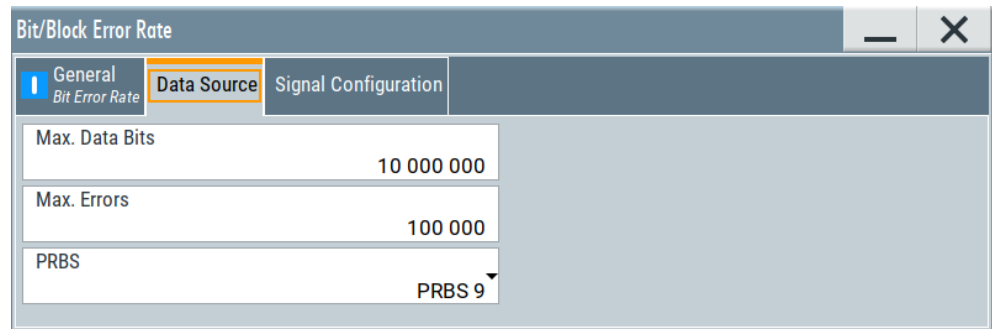 Bit/Block Error Rate
General
Bit Error Rate
Data Source
Signal Configuration
Max. Data Bits
10 000 000
Max. Errors
100 000
PRBS
PRBS 9